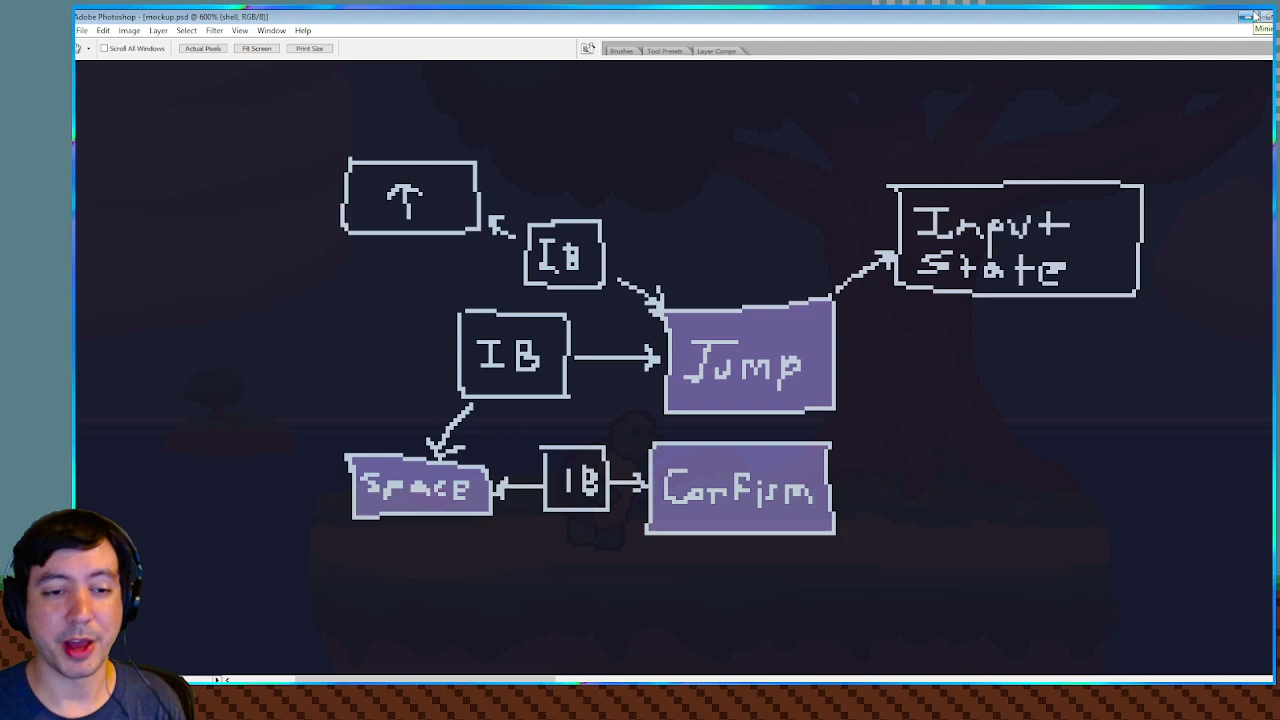 Adobe Photoshop - [mockup.psd @ 600% (shell, RGB/8)]
File Edit Image Layer Select Filter View Window Help
Scroll All Windows Actual Pixels Fit Screen Print Size Brushes Tool Presets Layer Comps
↑
IB
Input
State
IB
Jump
Space
IB
Confirm